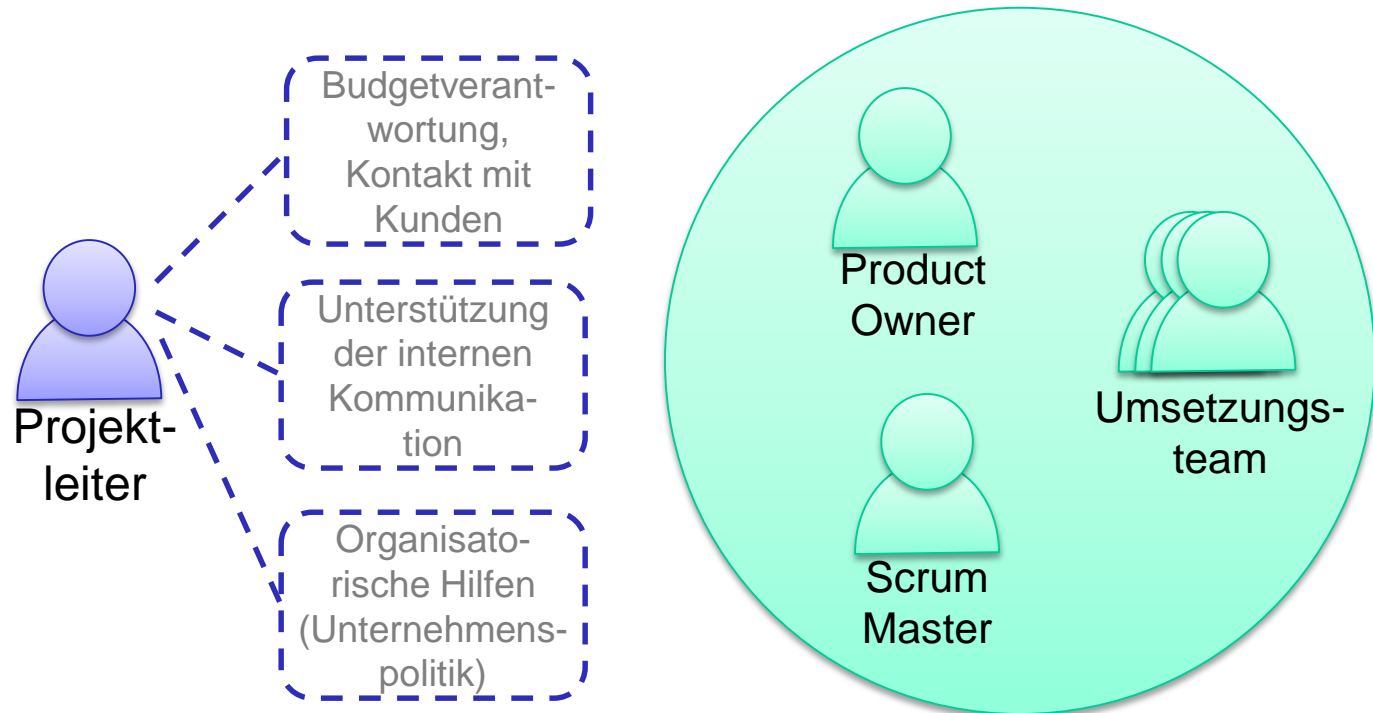 Projekt-
leiter
Budgetverant-
wortung,
Kontakt mit
Kunden
Unterstützung
der internen
Kommunika-
tion
Organisato-
rische Hilfen
(Unternehmens-
politik)
Product
Owner
Scrum
Master
Umsetzungs-
team